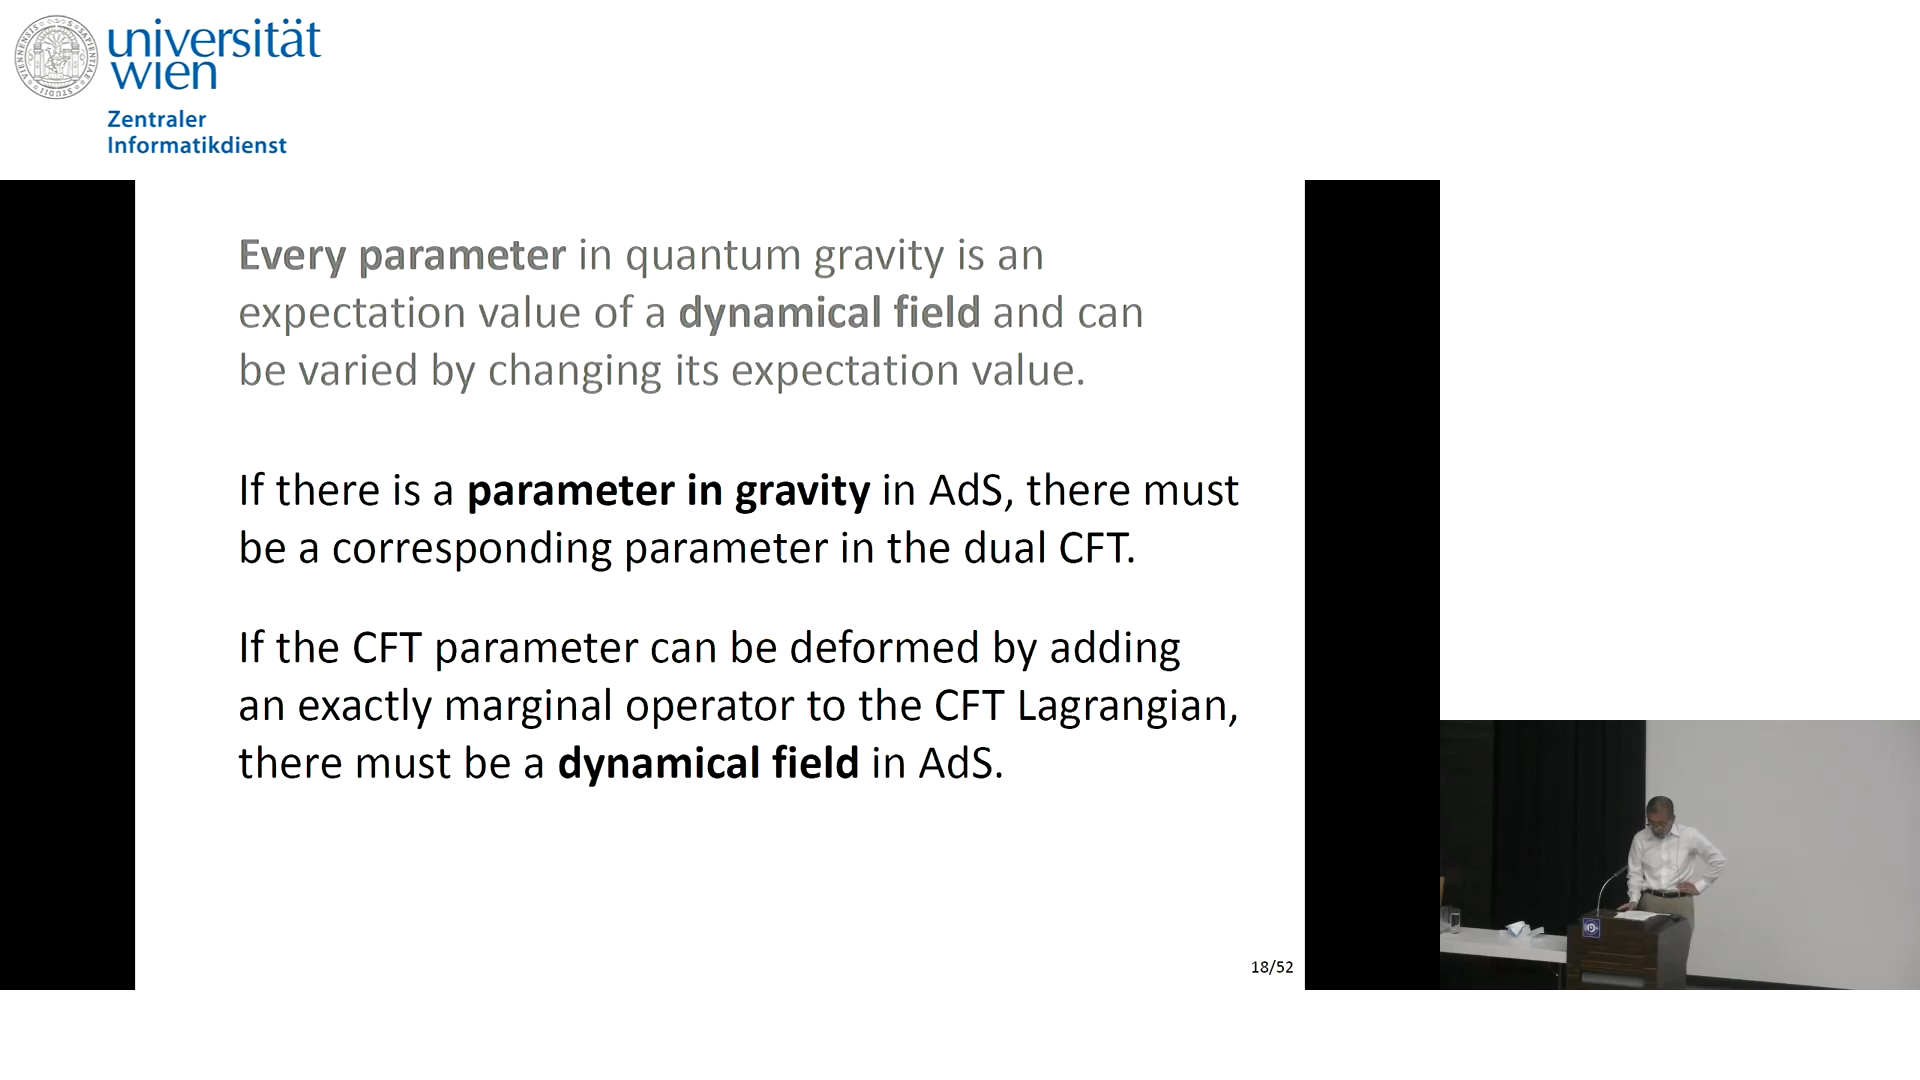 universität
wien
Zentraler
Informatikdienst
Every parameter in quantum gravity is an
expectation value of a dynamical field and can
be varied by changing its expectation value.
If there is a parameter in gravity in AdS, there must
be a corresponding parameter in the dual CFT.
If the CFT parameter can be deformed by adding
an exactly marginal operator to the CFT Lagrangian,
there must be a dynamical field in AdS.
18/52